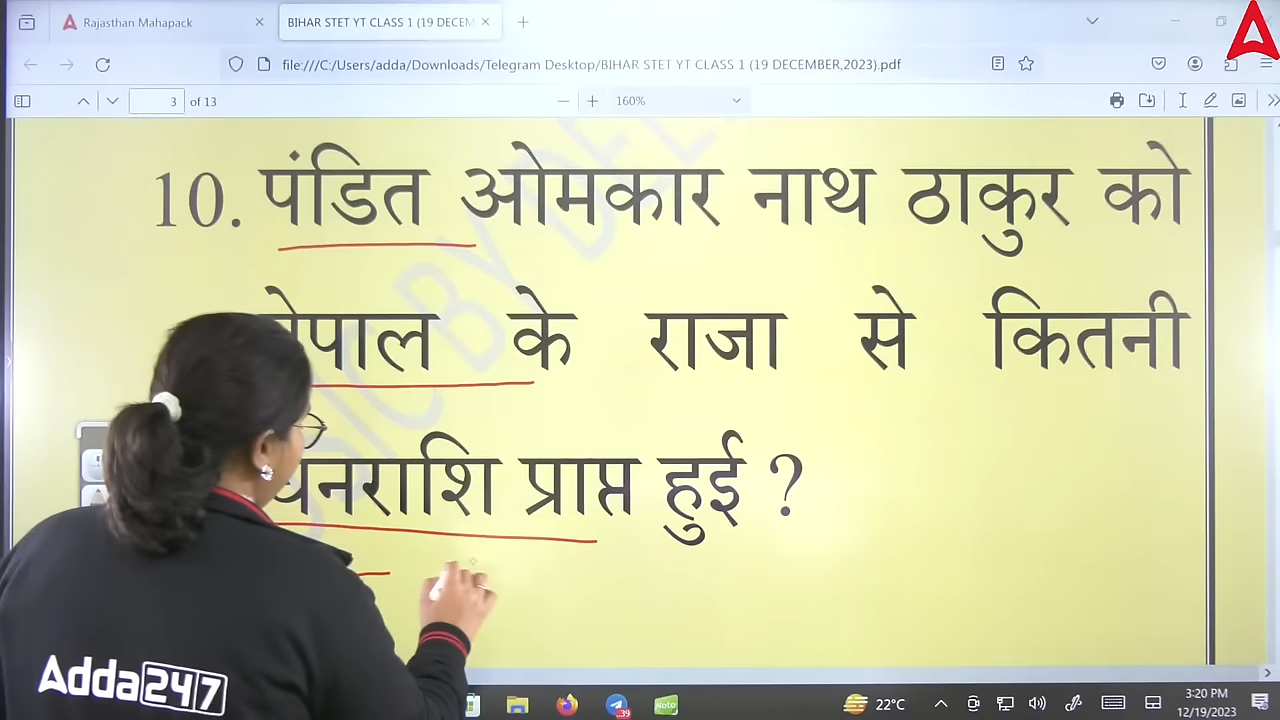 Rajasthan Mahapack
BIHAR STET YT CLASS 1 (19 DECEM
file:///C:/Users/adda/Downloads/Telegram Desktop/BIHAR STET YT CLASS 1 (19 DECEMBER,2023).pdf
3 of 13
160%
10. पंडित ओमकार नाथ ठाकुर को
के राजा से कितनी
प्राप्त हुई ?
Adda247
22°C
3:20 PM
12/19/2023